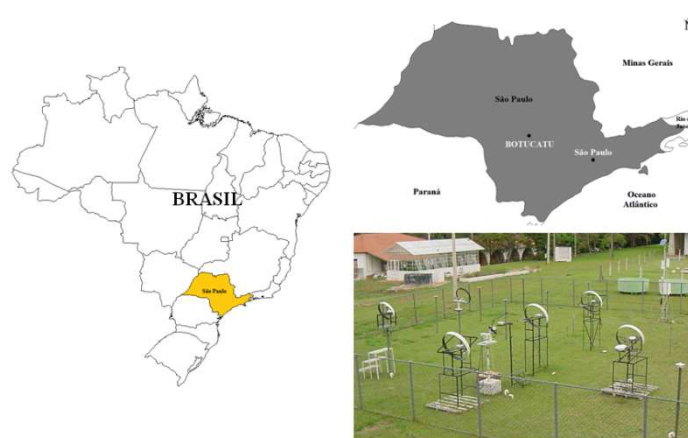 BRASIL
São Paulo
Minas Gerais
São Paulo
BOTUCATU
São Paulo
Paraná
Oceano
Atlântico